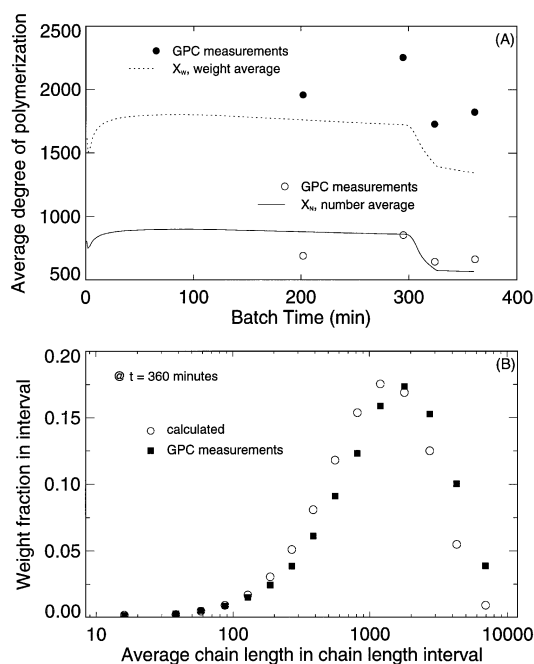 (A)
2500
GPC measurements
Xw, weight average
2000
1500
GPC measurements
XN, number average
1000
500
0 100 200 300 400
Batch Time (min)
Average degree of polymerization
(B)
0.20
@ t = 360 minutes
0.15
calculated
GPC measurements
0.10
0.05
0.00
10 100 1000 10000
Average chain length in chain length interval
Weight fraction in interval